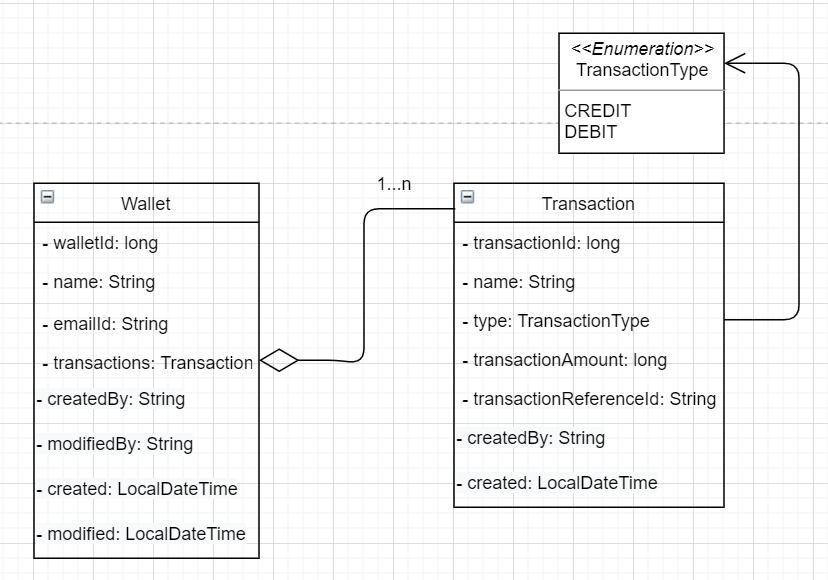 <<Enumeration>>
TransactionType
CREDIT
DEBIT
1...n
Wallet
- walletId: long
- name: String
- emailId: String
- transactions: Transaction
- createdBy: String
- modifiedBy: String
- created: LocalDateTime
- modified: LocalDateTime
Transaction
- transactionId: long
- name: String
- type: TransactionType
- transactionAmount: long
- transactionReferenceId: String
- createdBy: String
- created: LocalDateTime